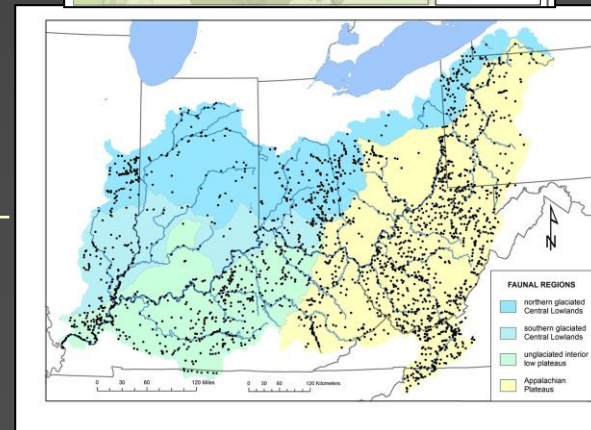 N
FAUNAL REGIONS
northern glaciated
Central Lowlands
southern glaciated
Central Lowlands
unglaciated interior
low plateaus
Appalachian
Plateaus
0 30 60 120 Miles
0 30 60 120 Kilometers